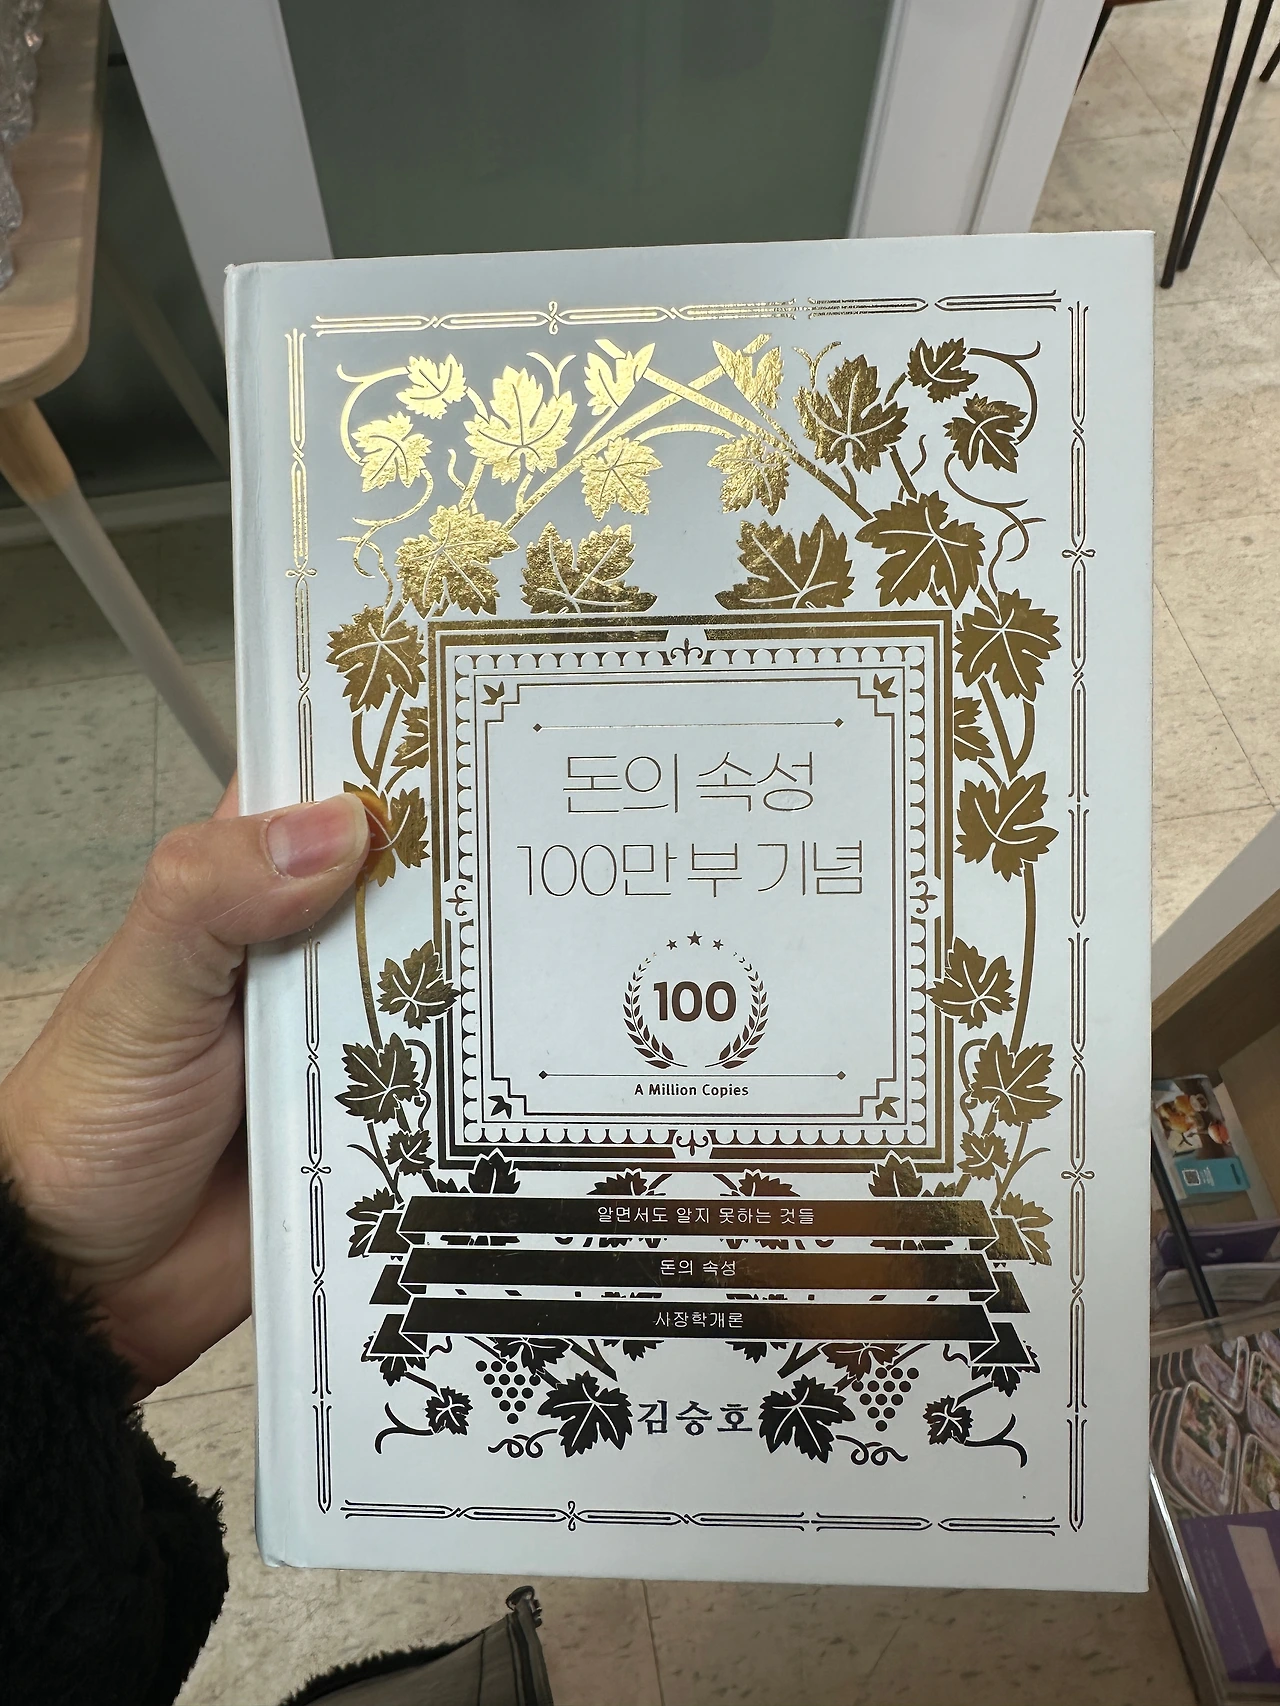 돈의 속성
100만 부 기념
100
A Million Copies
알면서도 알지 못하는 것들
돈의 속성
사장학개론
김승호